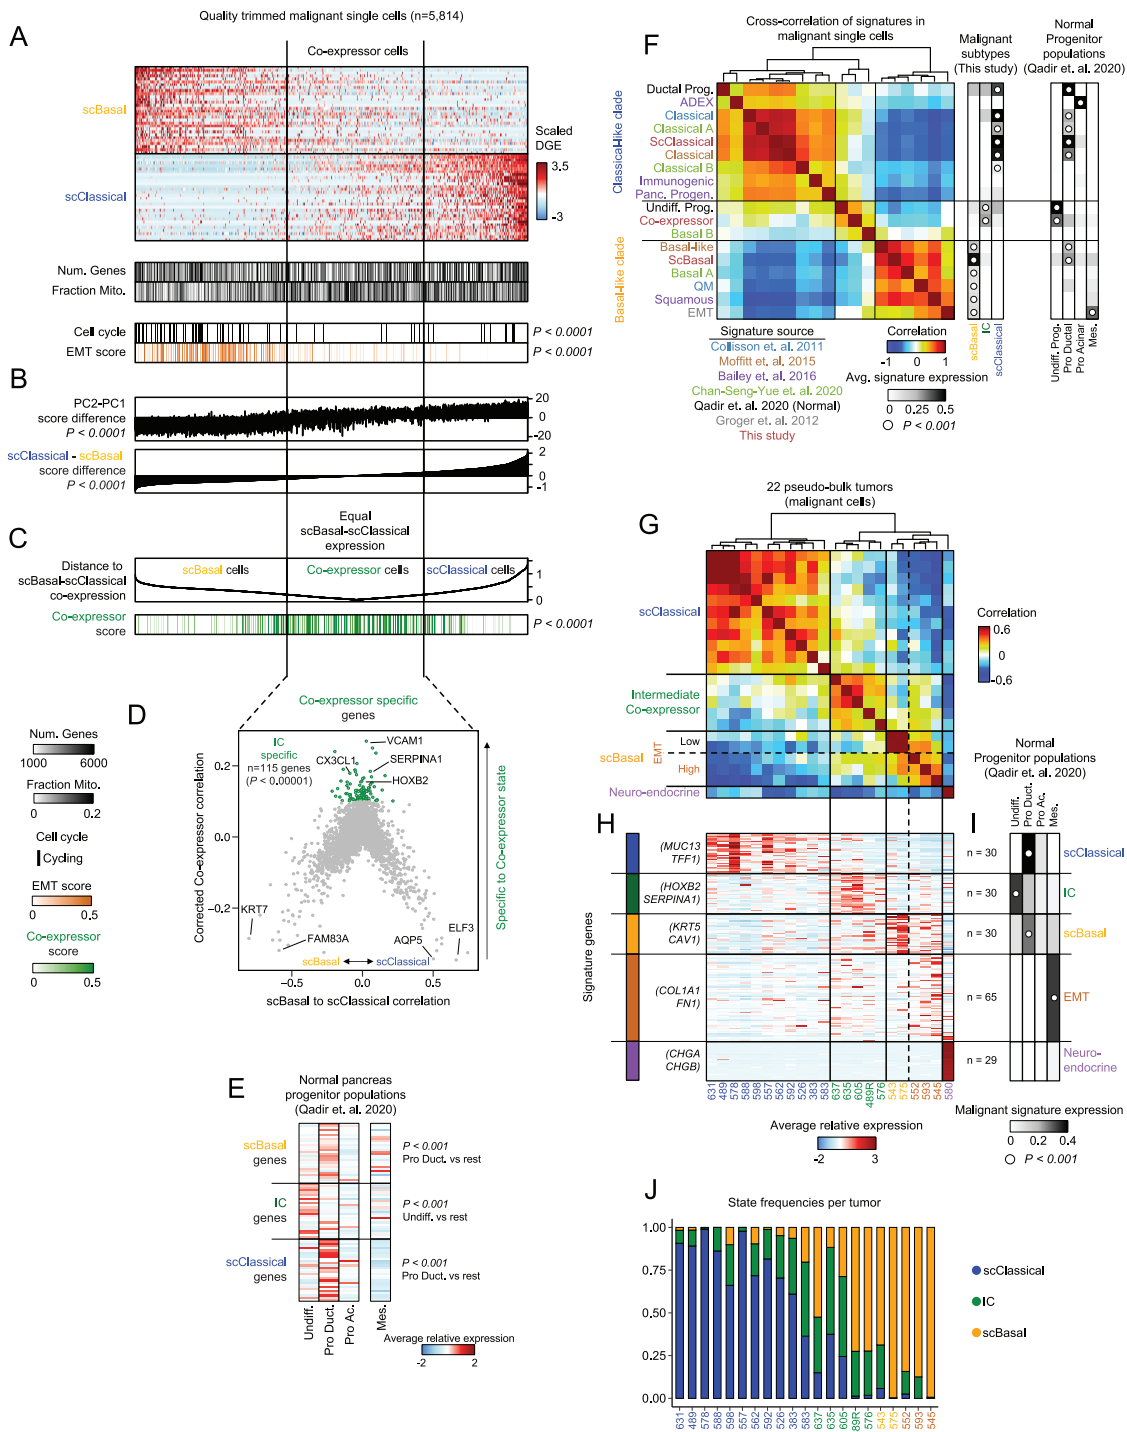 Quality trimmed malignant single cells (n=5,814)
A
Co-expressor cells
scBasal
scClassical
Scaled
DGE
3.5
-3
Num. Genes
Fraction Mito.
Cell cycle
P < 0.0001
EMT score
P < 0.0001
B
PC2-PC1
score difference
P < 0.0001
20
0
-20
scClassical - scBasal
score difference
P < 0.0001
2
1
0
-1
C
Equal
scBasal-scClassical
expression
Distance to
scBasal-scClassical
co-expression
scBasal cells
Co-expressor cells
scClassical cells
1
0
Co-expressor
score
P < 0.0001
D
Co-expressor specific
genes
IC
specific
n=115 genes
(P < 0.00001)
VCAM1
CX3CL1
SERPINA1
HOXB2
KRT7
FAM83A
AQP5
ELF3
scBasal
scClassical
0.2
0.0
−0.2
−0.5
0.0
0.5
Corrected Co-expressor correlation
Specific to Co-expressor state
scBasal to scClassical correlation
Num. Genes
1000 6000
Fraction Mito.
0 0.2
Cell cycle
Cycling
EMT score
0 0.5
Co-expressor
score
0 0.5
E
Normal pancreas
progenitor populations
(Qadir et. al. 2020)
scBasal
genes
P < 0.001
Pro Duct. vs rest
IC
genes
P < 0.001
Undiff. vs rest
scClassical
genes
P < 0.001
Pro Duct. vs rest
Undiff.
Pro Duct.
Pro Ac.
Mes.
Average relative expression
-2 2
F
Cross-correlation of signatures in
malignant single cells
Malignant
subtypes
(This study)
Normal
Progenitor
populations
(Qadir et. al. 2020)
Classical-like clade
Basal-like clade
Ductal Prog.
ADEX
Classical
Classical A
ScClassical
Classical
Classical B
Immunogenic
Panc. Progen.
Undiff. Prog.
Co-expressor
Basal B
Basal-like
ScBasal
Basal A
QM
Squamous
EMT
scBasal
IC
scClassical
Undiff. Prog.
Pro Ductal
Pro Acinar
Mes.
Signature source
Collisson et. al. 2011
Moffitt et. al. 2015
Bailey et. al. 2016
Chan-Seng-Yue et. al. 2020
Qadir et. al. 2020 (Normal)
Groger et. al. 2012
This study
Correlation
-1 0 1
Avg. signature expression
0 0.25 0.5
P < 0.001
G
22 pseudo-bulk tumors
(malignant cells)
scClassical
Intermediate
Co-expressor
scBasal
EMT
Low
High
Neuro-endocrine
Correlation
0.6
0
-0.6
Normal
Progenitor populations
(Qadir et. al. 2020)
Undiff.
Pro Duct.
Pro Ac.
Mes.
H
Signature genes
(MUC13
TFF1)
(HOXB2
SERPINA1)
(KRT5
CAV1)
(COL1A1
FN1)
(CHGA
CHGB)
631
489
578
588
598
557
562
592
526
383
583
637
635
605
489R
576
543
575
552
593
545
580
Average relative expression
-2 3
I
n = 30
scClassical
n = 30
IC
n = 30
scBasal
n = 65
EMT
n = 29
Neuro-
endocrine
Malignant signature expression
0 0.2 0.4
P < 0.001
J
State frequencies per tumor
1.00
0.75
0.50
0.25
0.00
631
489
578
588
598
557
562
592
526
383
583
637
635
605
89R
576
543
575
552
593
545
scClassical
IC
scBasal